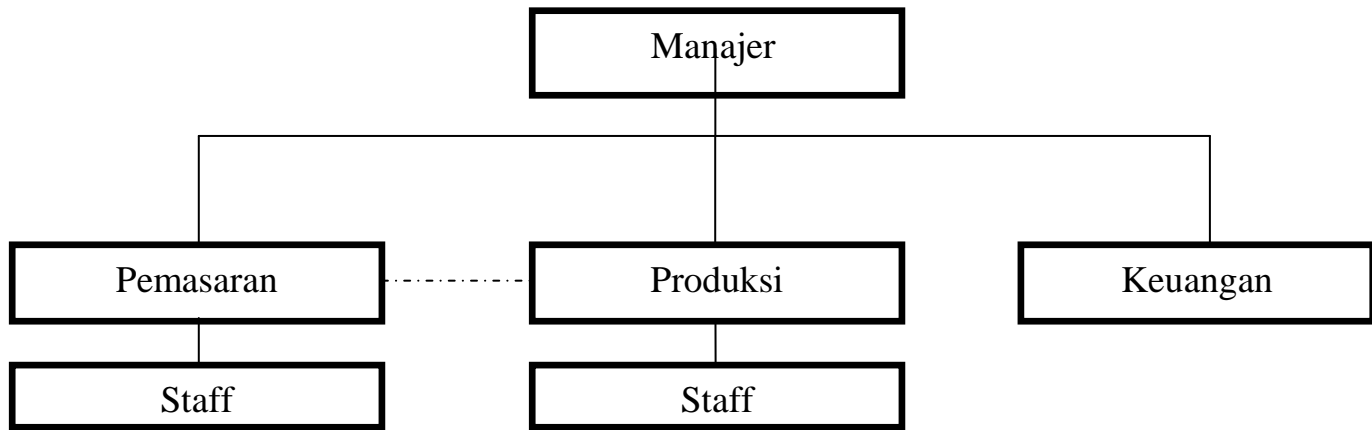 Manajer
Pemasaran
Produksi
Keuangan
Staff
Staff